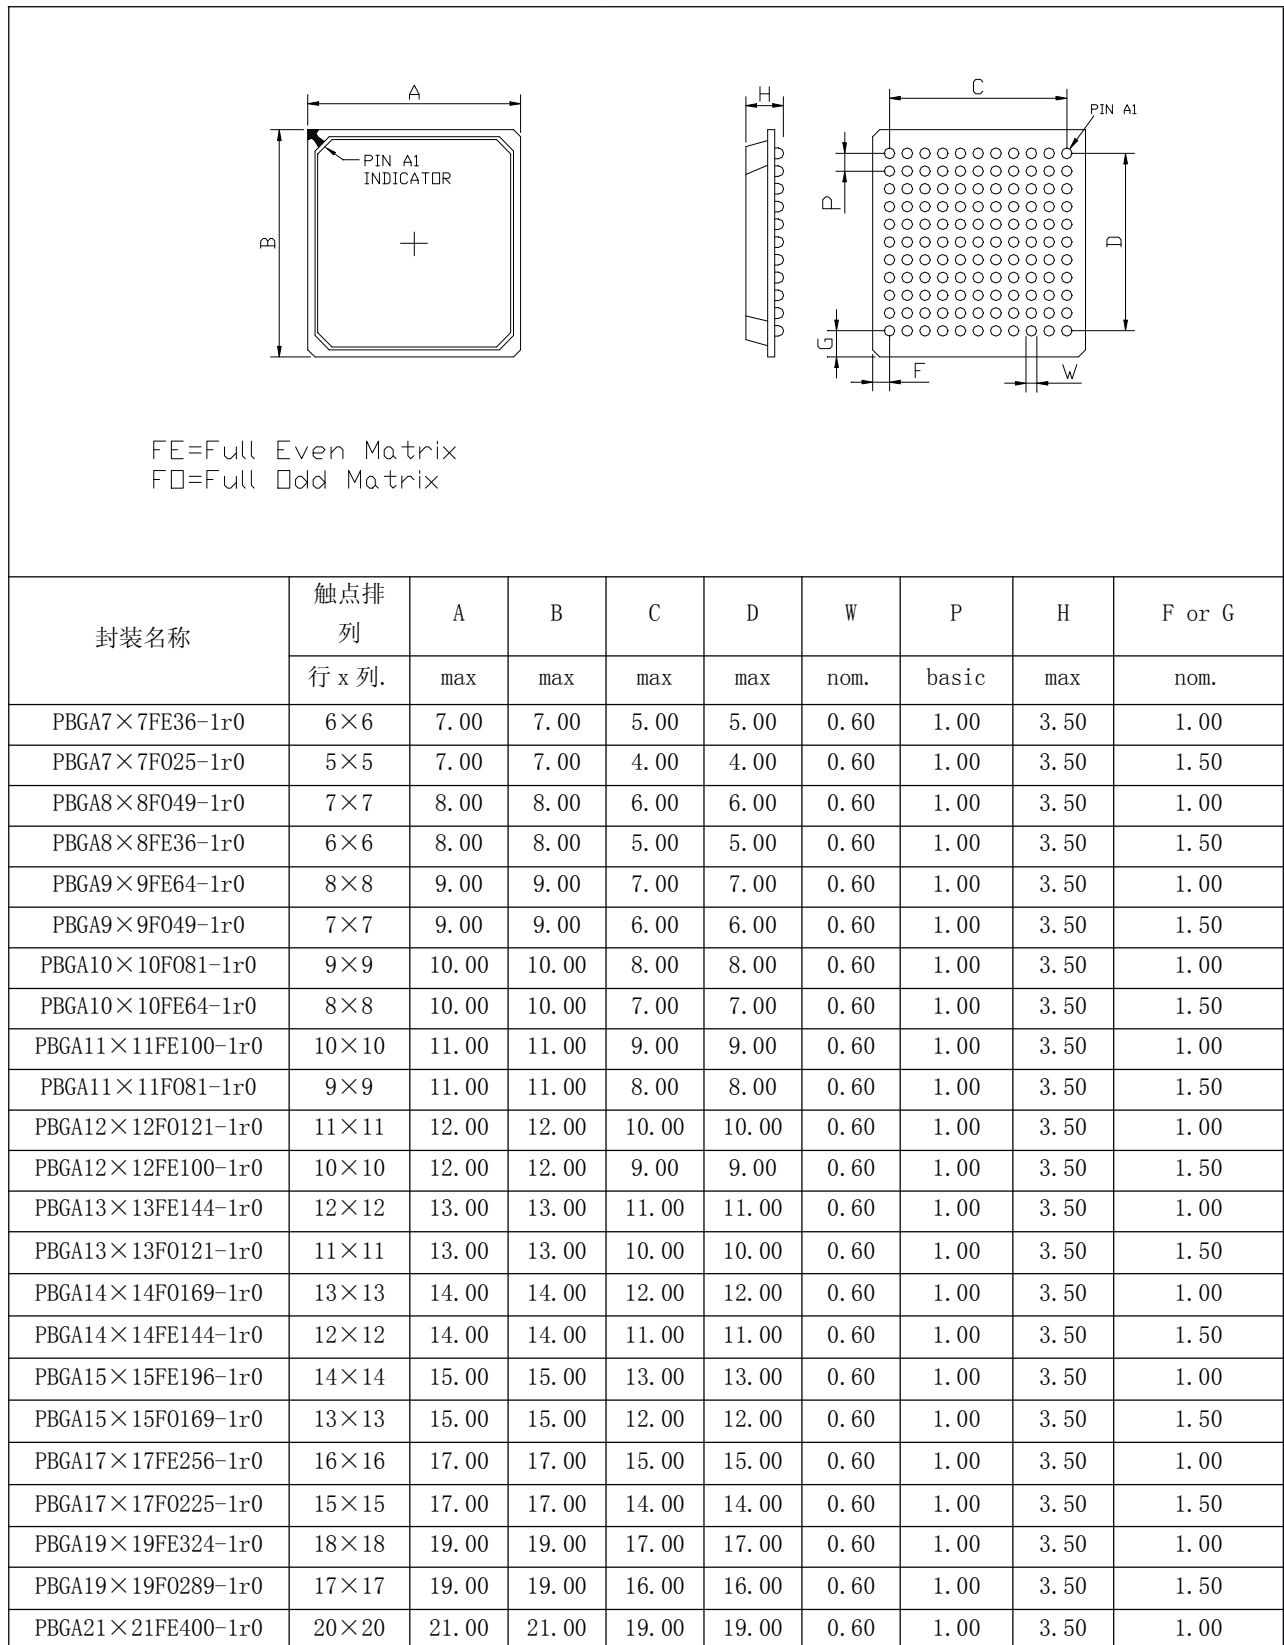 A
H
C
PIN A1
PIN A1
INDICATOR
B
P
D
G
F
W
FE=Full Even Matrix
FO=Full Odd Matrix
封装名称 触点排列 A B C D W P H F or G
行 x 列. max max max max nom. basic max nom.
PBGA7×7FE36-1r0 6×6 7.00 7.00 5.00 5.00 0.60 1.00 3.50 1.00
PBGA7×7FO25-1r0 5×5 7.00 7.00 4.00 4.00 0.60 1.00 3.50 1.50
PBGA8×8FO49-1r0 7×7 8.00 8.00 6.00 6.00 0.60 1.00 3.50 1.00
PBGA8×8FE36-1r0 6×6 8.00 8.00 5.00 5.00 0.60 1.00 3.50 1.50
PBGA9×9FE64-1r0 8×8 9.00 9.00 7.00 7.00 0.60 1.00 3.50 1.00
PBGA9×9FO49-1r0 7×7 9.00 9.00 6.00 6.00 0.60 1.00 3.50 1.50
PBGA10×10FO81-1r0 9×9 10.00 10.00 8.00 8.00 0.60 1.00 3.50 1.00
PBGA10×10FE64-1r0 8×8 10.00 10.00 7.00 7.00 0.60 1.00 3.50 1.50
PBGA11×11FE100-1r0 10×10 11.00 11.00 9.00 9.00 0.60 1.00 3.50 1.00
PBGA11×11FO81-1r0 9×9 11.00 11.00 8.00 8.00 0.60 1.00 3.50 1.50
PBGA12×12FO121-1r0 11×11 12.00 12.00 10.00 10.00 0.60 1.00 3.50 1.00
PBGA12×12FE100-1r0 10×10 12.00 12.00 9.00 9.00 0.60 1.00 3.50 1.50
PBGA13×13FE144-1r0 12×12 13.00 13.00 11.00 11.00 0.60 1.00 3.50 1.00
PBGA13×13FO121-1r0 11×11 13.00 13.00 10.00 10.00 0.60 1.00 3.50 1.50
PBGA14×14FO169-1r0 13×13 14.00 14.00 12.00 12.00 0.60 1.00 3.50 1.00
PBGA14×14FE144-1r0 12×12 14.00 14.00 11.00 11.00 0.60 1.00 3.50 1.50
PBGA15×15FE196-1r0 14×14 15.00 15.00 13.00 13.00 0.60 1.00 3.50 1.00
PBGA15×15FO169-1r0 13×13 15.00 15.00 12.00 12.00 0.60 1.00 3.50 1.50
PBGA17×17FE256-1r0 16×16 17.00 17.00 15.00 15.00 0.60 1.00 3.50 1.00
PBGA17×17FO225-1r0 15×15 17.00 17.00 14.00 14.00 0.60 1.00 3.50 1.50
PBGA19×19FE324-1r0 18×18 19.00 19.00 17.00 17.00 0.60 1.00 3.50 1.00
PBGA19×19FO289-1r0 17×17 19.00 19.00 16.00 16.00 0.60 1.00 3.50 1.50
PBGA21×21FE400-1r0 20×20 21.00 21.00 19.00 19.00 0.60 1.00 3.50 1.00